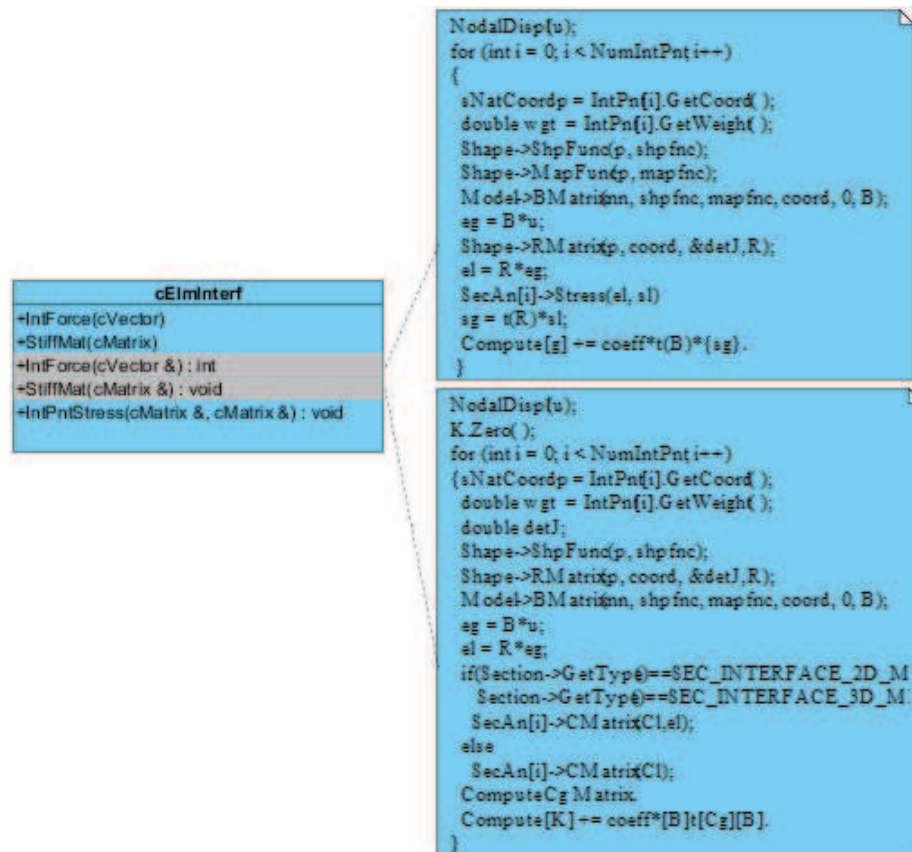 cElmInterf
+IntForce(cVector)
+StiffMat(cMatrix)
+IntForce(cVector &) : int
+StiffMat(cMatrix &) : void
+IntPntStress(cMatrix &, cMatrix &) : void
NodalDisp(u);
for (int i = 0; i < NumIntPnt; i++)
{
sNatCoordp = IntPnt[i].GetCoord( );
double wgt = IntPnt[i].GetWeight( );
Shape->ShpFunc(p, shpfnc);
Shape->MapFun(p, mapfnc);
Model->BMatrix(nn, shpfnc, mapfnc, coord, 0, B);
eg = B*u;
Shape->RMatrix(p, coord, &detJ,R);
el = R*eg;
SecAn[i]->Stress(el, sl)
sg = t(R)*sl;
Compute[g] += coeff*t(B)*{sg}.
}
NodalDisp(u);
K.Zero( );
for (int i = 0; i < NumIntPnt; i++)
{sNatCoordp = IntPnt[i].GetCoord( );
double wgt = IntPnt[i].GetWeight( );
double detJ;
Shape->ShpFunc(p, shpfnc);
Shape->RMatrix(p, coord, &detJ,R);
Model->BMatrix(nn, shpfnc, mapfnc, coord, 0, B);
eg = B*u;
el = R*eg;
if(Section->GetType()==SEC_INTERFACE_2D_M
Section->GetType()==SEC_INTERFACE_3D_M
SecAn[i]->CMatrix(Cl,el);
else
SecAn[i]->CMatrix(Cl);
ComputeCg Matrix.
Compute[K] += coeff*[B]t[Cg][B].
}